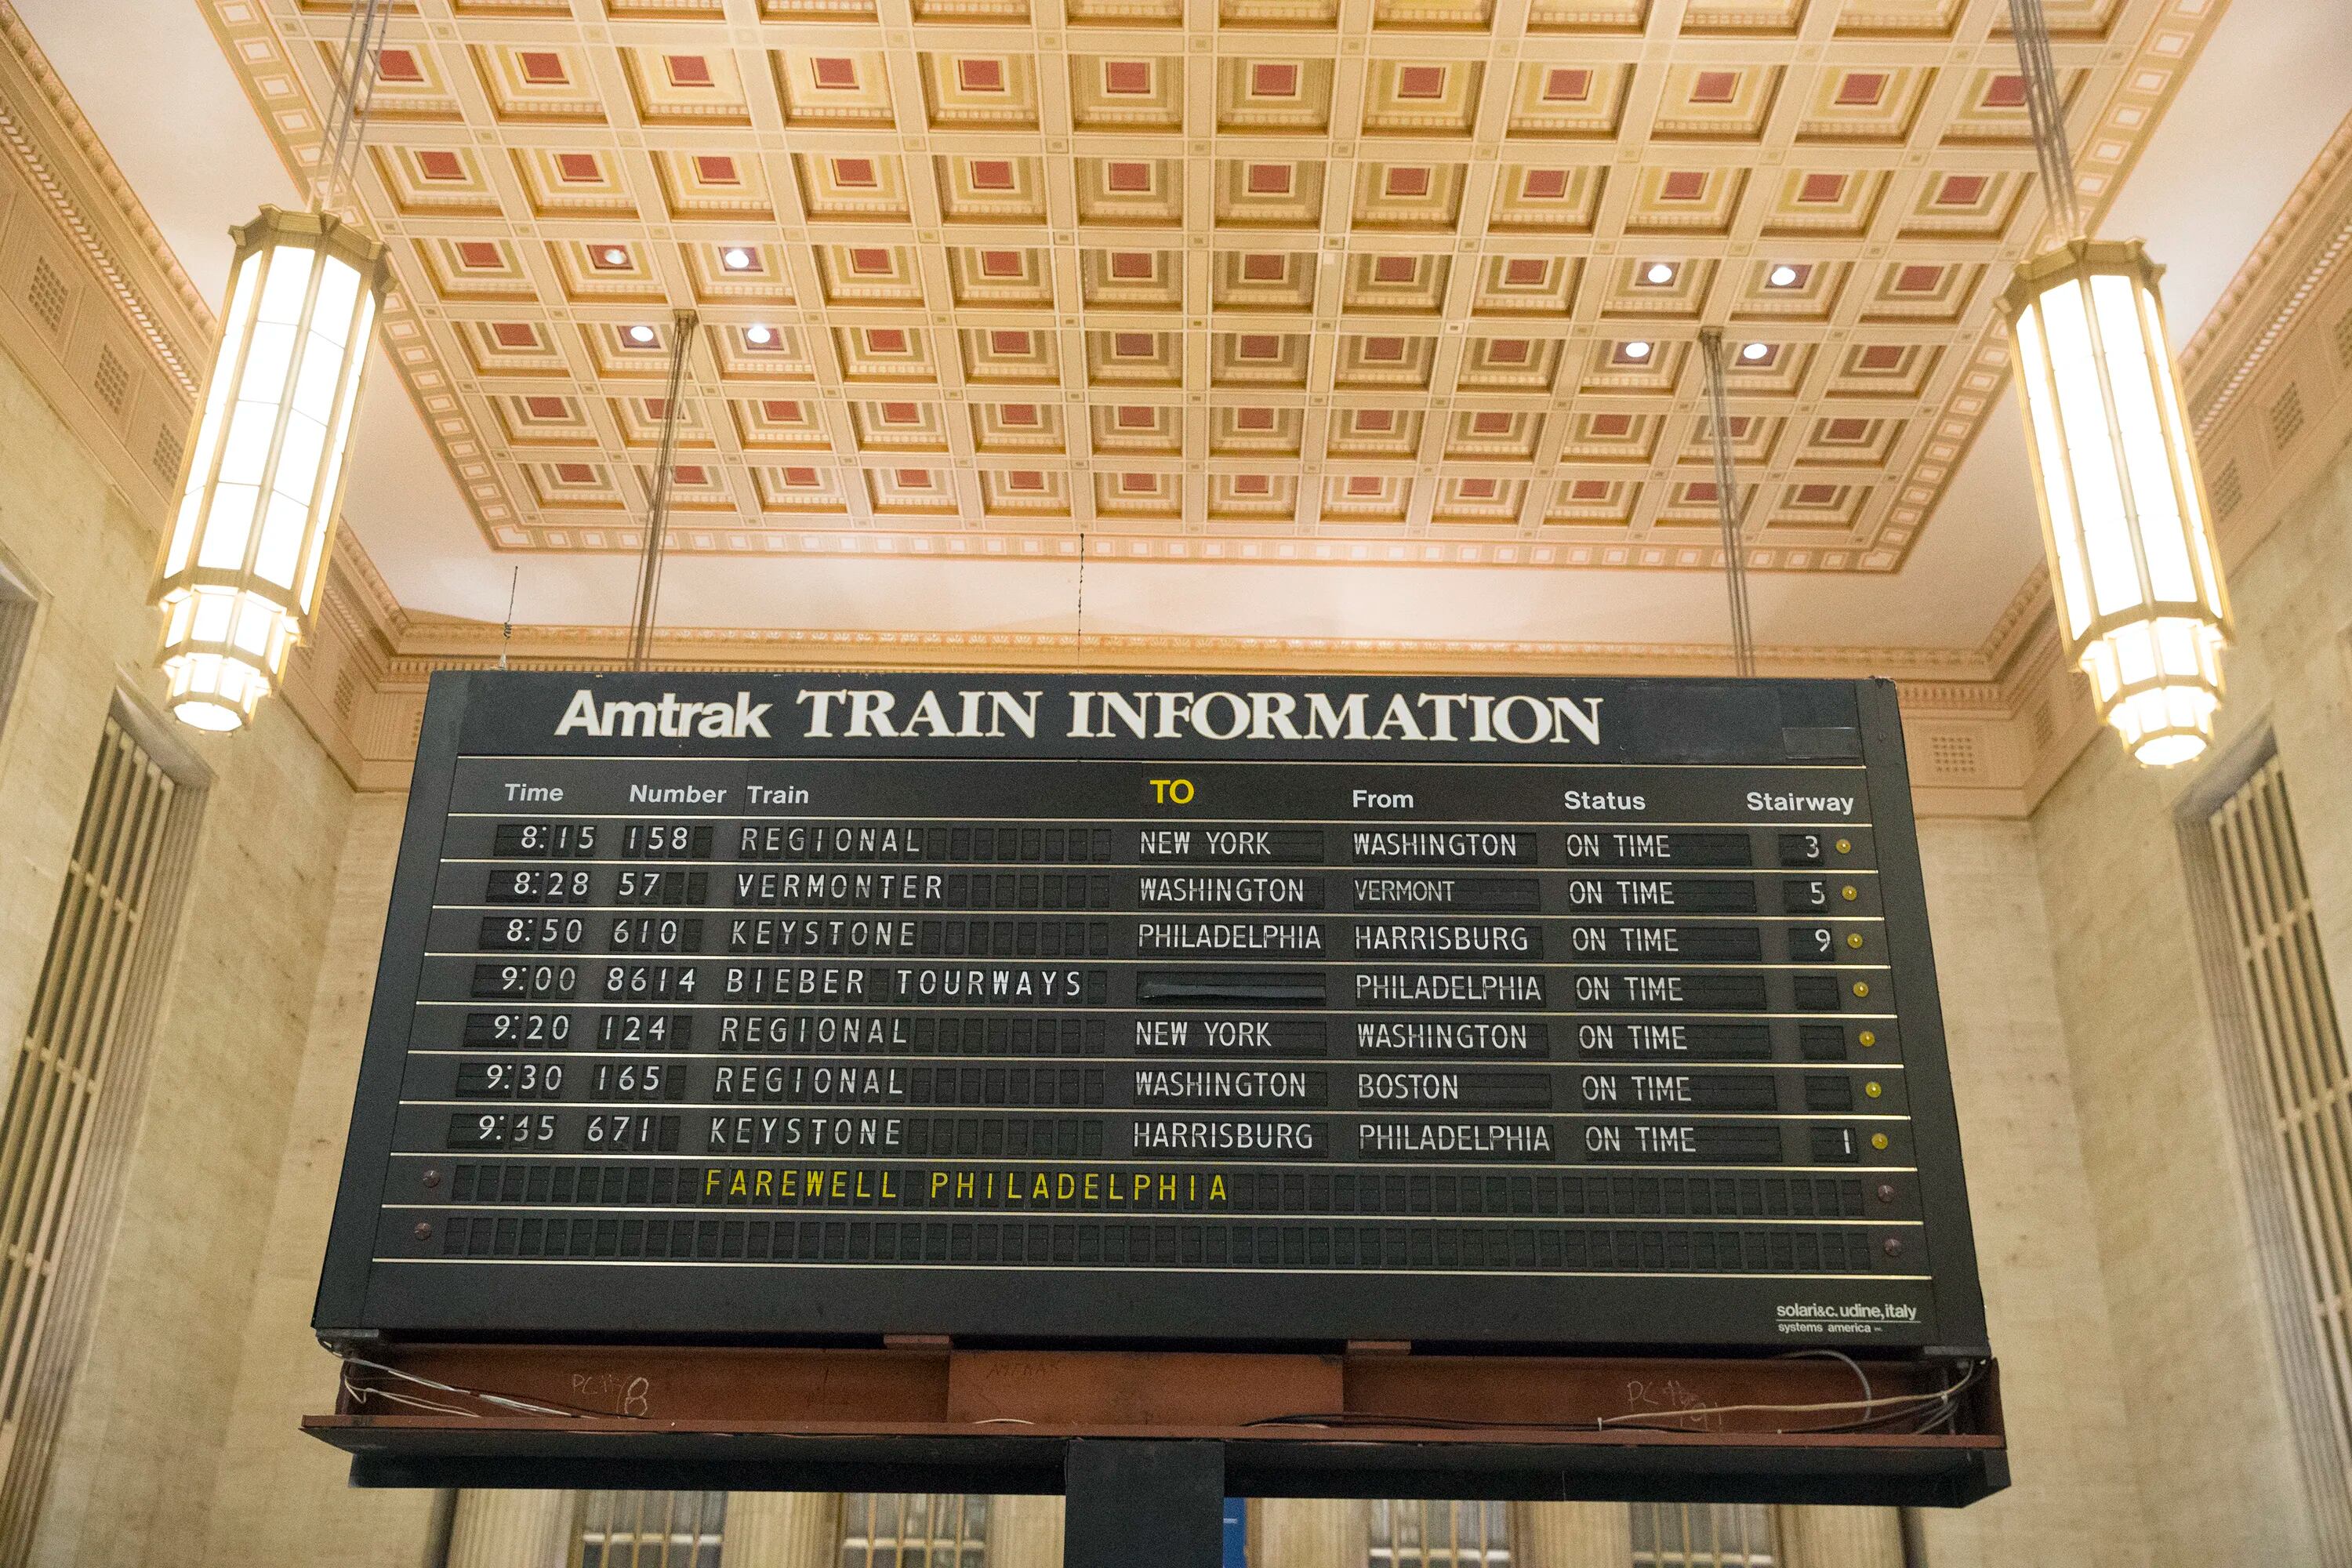 Amtrak TRAIN INFORMATION
Time Number Train TO From Status Stairway
8:15 158 REGIONAL NEW YORK WASHINGTON ON TIME 3
8:28 57 VERMONTER WASHINGTON VERMONT ON TIME 5
8:50 610 KEYSTONE PHILADELPHIA HARRISBURG ON TIME 9
9:00 8614 BIEBER TOURWAYS PHILADELPHIA ON TIME
9:20 124 REGIONAL NEW YORK WASHINGTON ON TIME
9:30 165 REGIONAL WASHINGTON BOSTON ON TIME
671 KEYSTONE HARRISBURG PHILADELPHIA ON TIME 1
FAREWELL PHILADELPHIA
solari&c. udine, italy
systems america